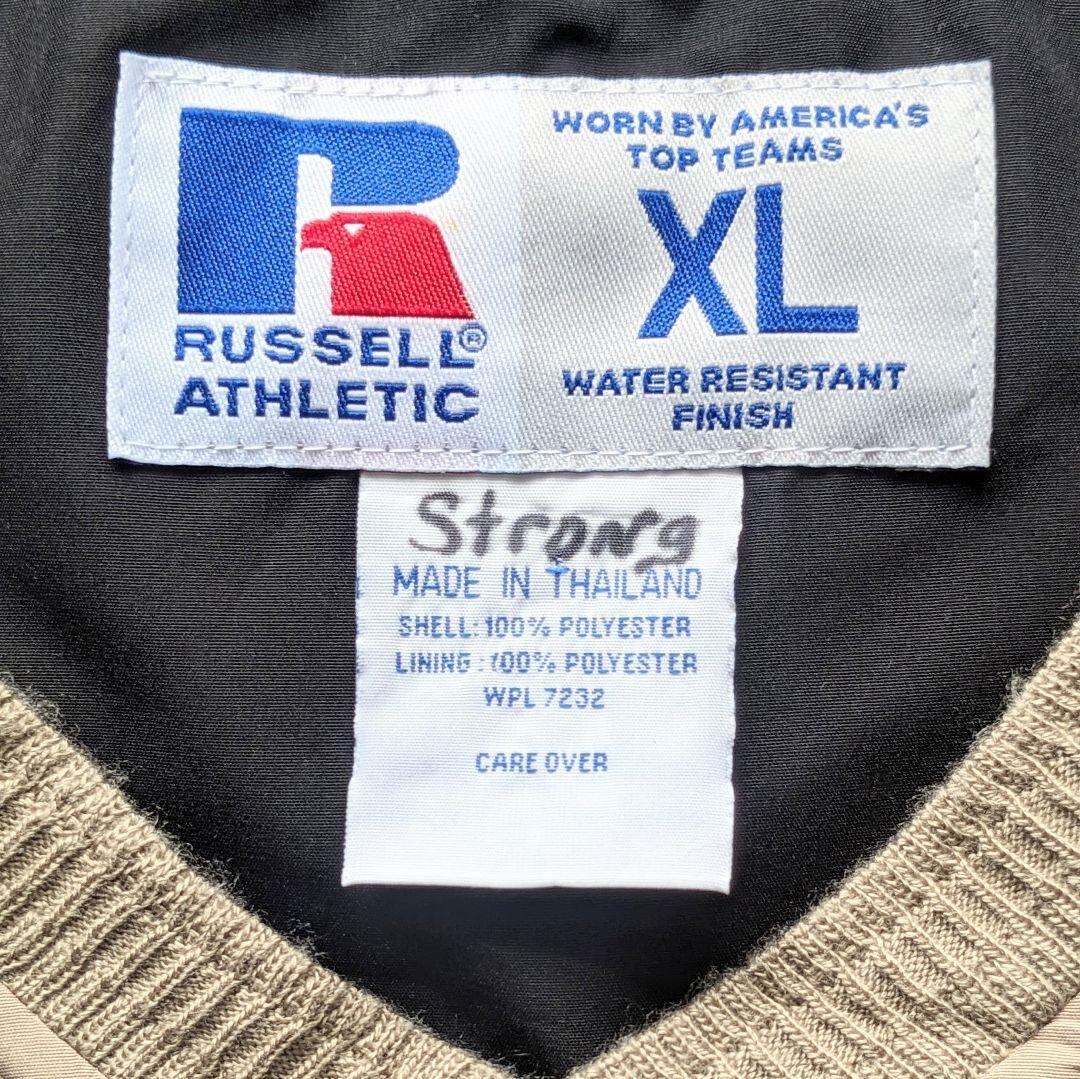 WORN BY AMERICA'S
TOP TEAMS
XL
WATER RESISTANT
FINISH
R
RUSSELL®
ATHLETIC
Strong
MADE IN THAILAND
SHELL: 100% POLYESTER
LINING: 100% POLYESTER
WPL 7232
CARE OVER